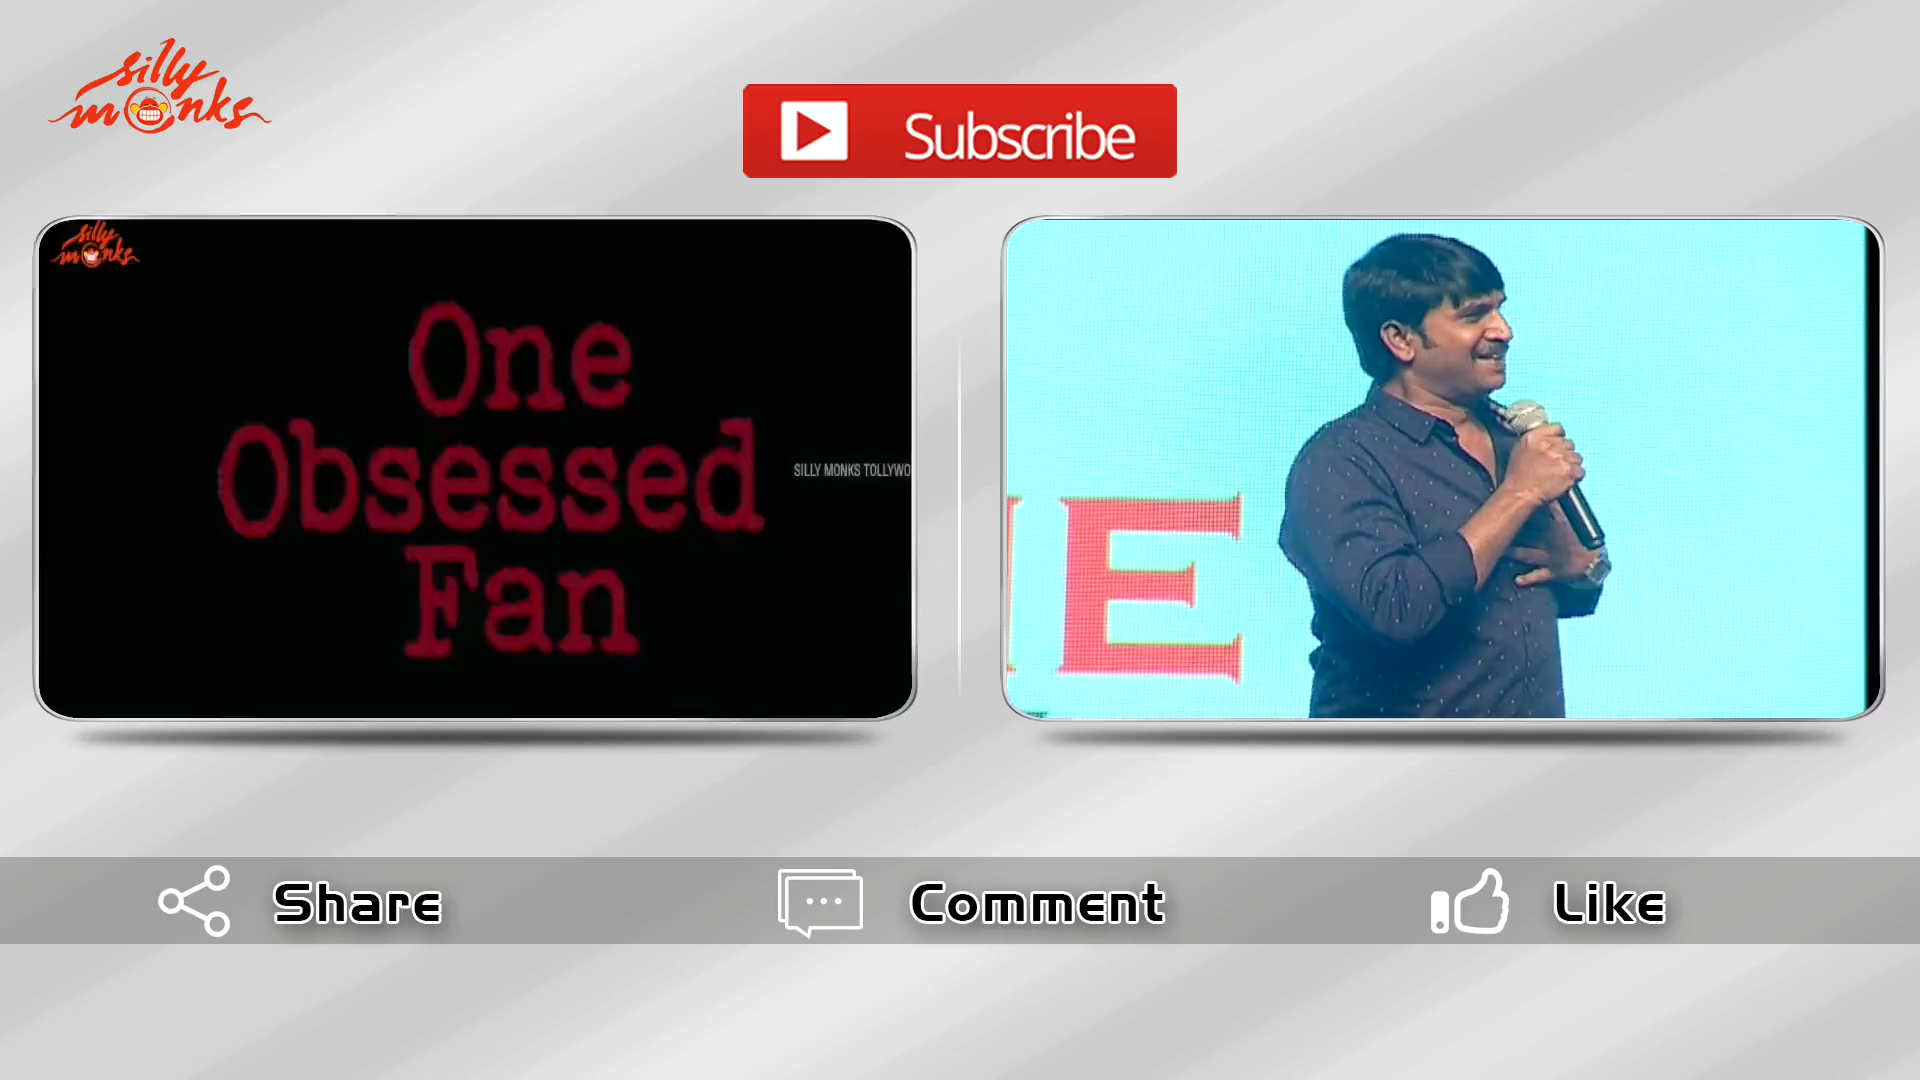 silly
monks
Subscribe
silly
monks
One
Obsessed
Fan
SILLY MONKS TOLLYWO
E
Share
Comment
Like